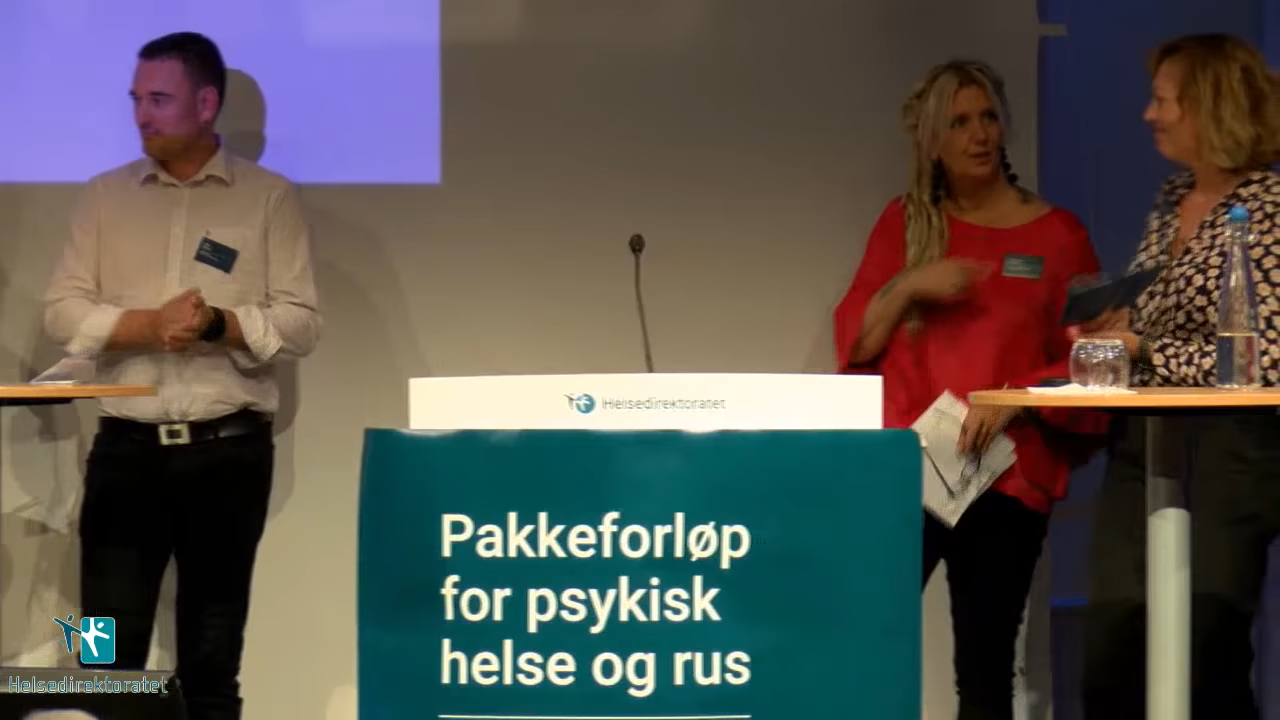 Helsedirektoratet
Pakkeforløp
for psykisk
helse og rus
Helsedirektoratet